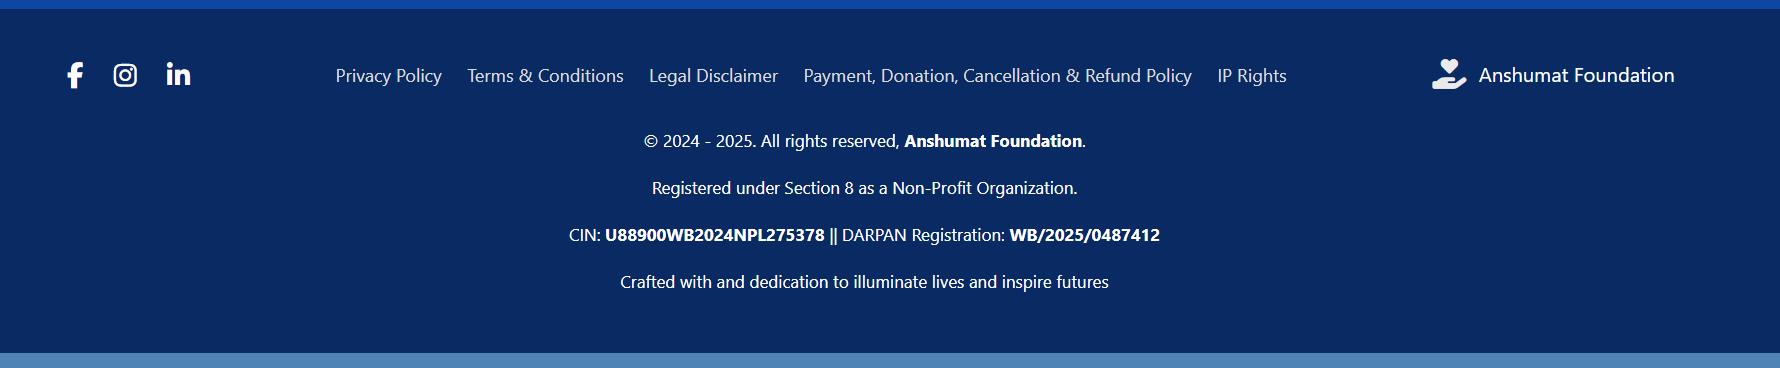 Privacy Policy Terms & Conditions Legal Disclaimer Payment, Donation, Cancellation & Refund Policy IP Rights Anshumat Foundation
© 2024 - 2025. All rights reserved, Anshumat Foundation.
Registered under Section 8 as a Non-Profit Organization.
CIN: U88900WB2024NPL275378 || DARPAN Registration: WB/2025/0487412
Crafted with and dedication to illuminate lives and inspire futures